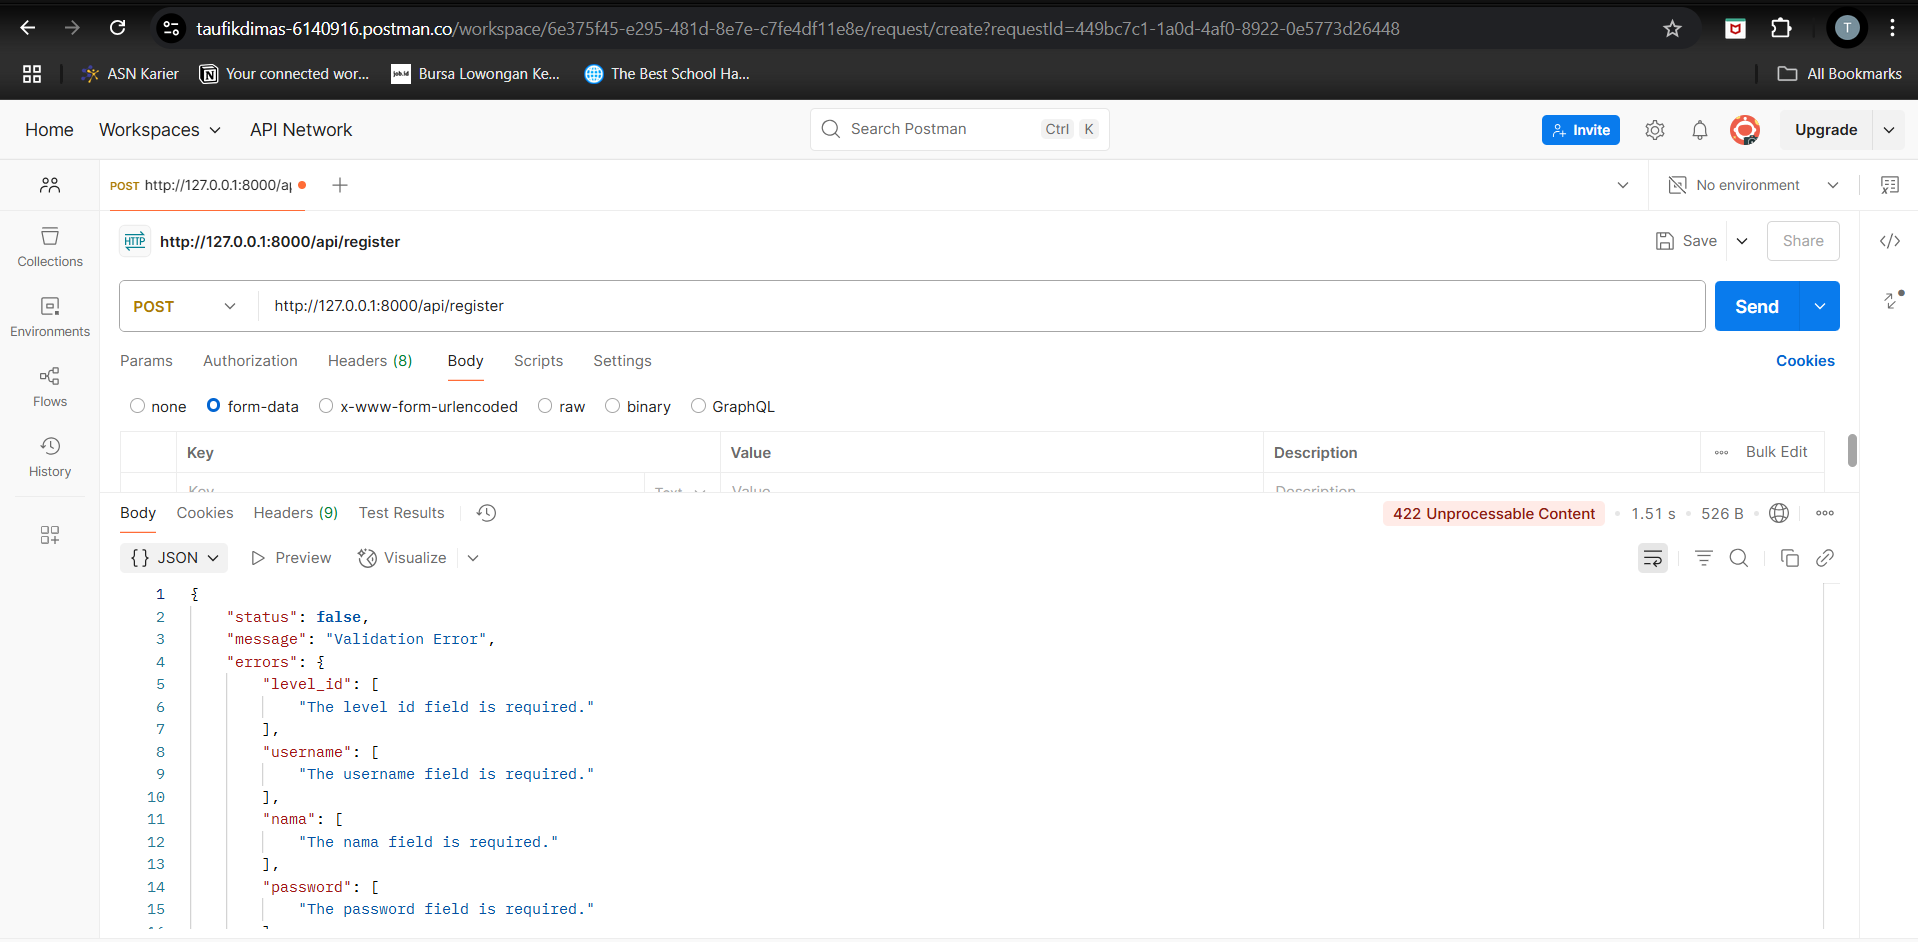 taufikdimas-6140916.postman.co/workspace/6e375f45-e295-481d-8e7e-c7fe4df11e8e/request/create?requestId=449bc7c1-1a0d-4af0-8922-0e5773d26448
T
ASN Karier
Your connected wor...
Bursa Lowongan Ke...
The Best School Ha...
All Bookmarks
Home
Workspaces
API Network
Search Postman
Ctrl K
Invite
Upgrade
POST http://127.0.0.1:8000/a
No environment
HTTP http://127.0.0.1:8000/api/register
Save
Share
Collections
Environments
Flows
History
POST
http://127.0.0.1:8000/api/register
Send
Params Authorization Headers (8) Body Scripts Settings
Cookies
none form-data x-www-form-urlencoded raw binary GraphQL
Key Value Description Bulk Edit
Key Text Value Description
Body Cookies Headers (9) Test Results
422 Unprocessable Content • 1.51 s • 526 B
{} JSON Preview Visualize
1 {
2 "status": false,
3 "message": "Validation Error",
4 "errors": {
5 "level_id": [
6 "The level id field is required."
7 ],
8 "username": [
9 "The username field is required."
10 ],
11 "nama": [
12 "The nama field is required."
13 ],
14 "password": [
15 "The password field is required."